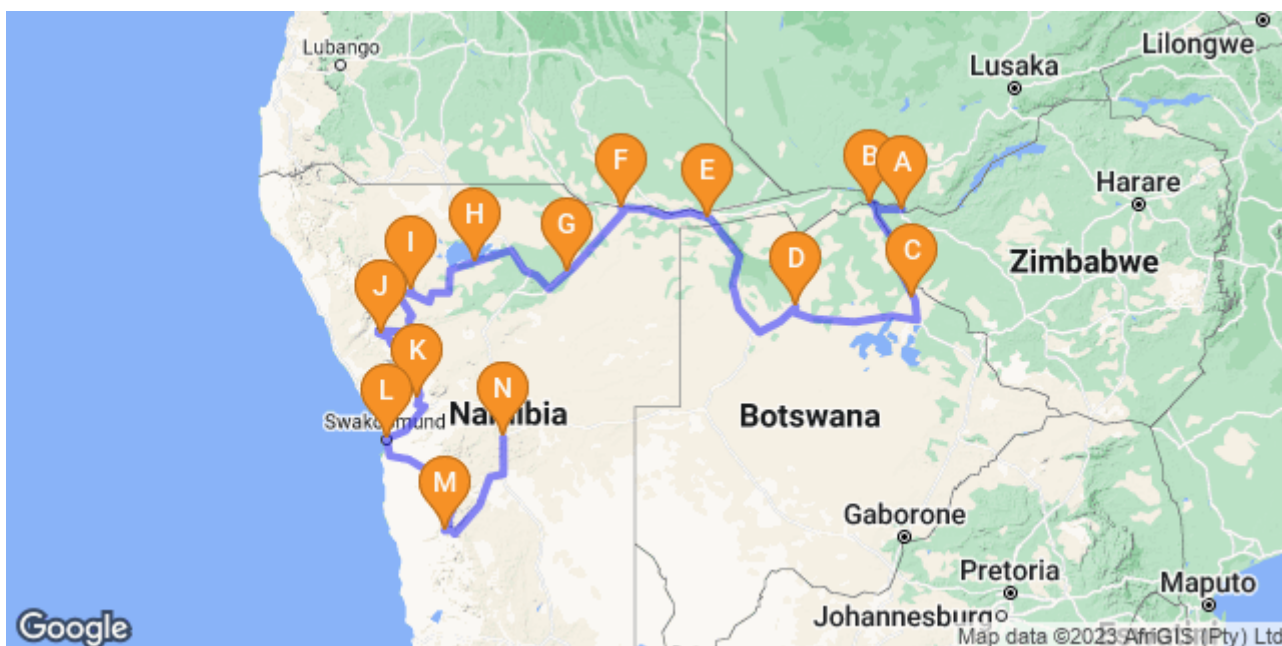 Lubango
Lilongwe
Lusaka
F
E
B
A
Harare
H
G
I
D
C
Zimbabwe
J
K
L
N
Namibia
Botswana
Swakopmund
M
Gaborone
Pretoria
Maputo
Johannesburg
Google
Map data ©2023 AfriGIS (Pty) Ltd